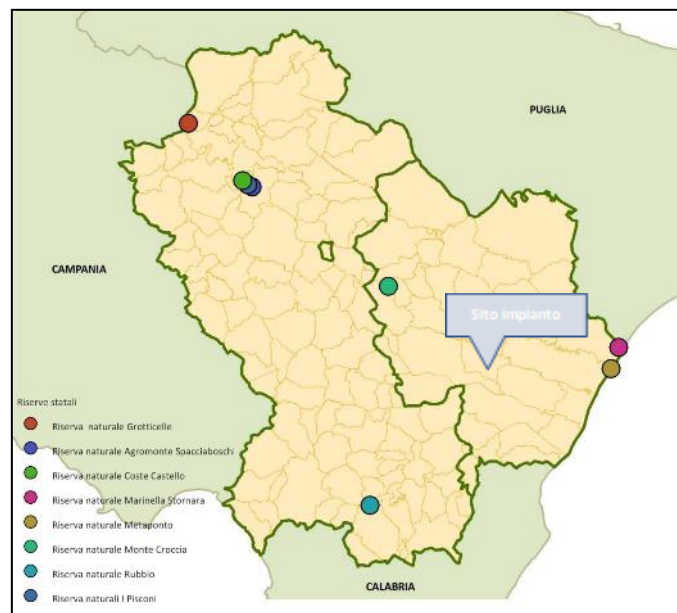 PUGLIA
CAMPANIA
Sito Impianto
Riserve statali
Riserva naturale Grotticelle
Riserva naturale Agromonte Spacciaboschi
Riserva naturale Coste Castello
Riserva naturale Marinella Stornara
Riserva naturale Metaponto
Riserva naturale Monte Croccia
Riserva naturale Rubbio
Riserva naturali I Pisconi
CALABRIA